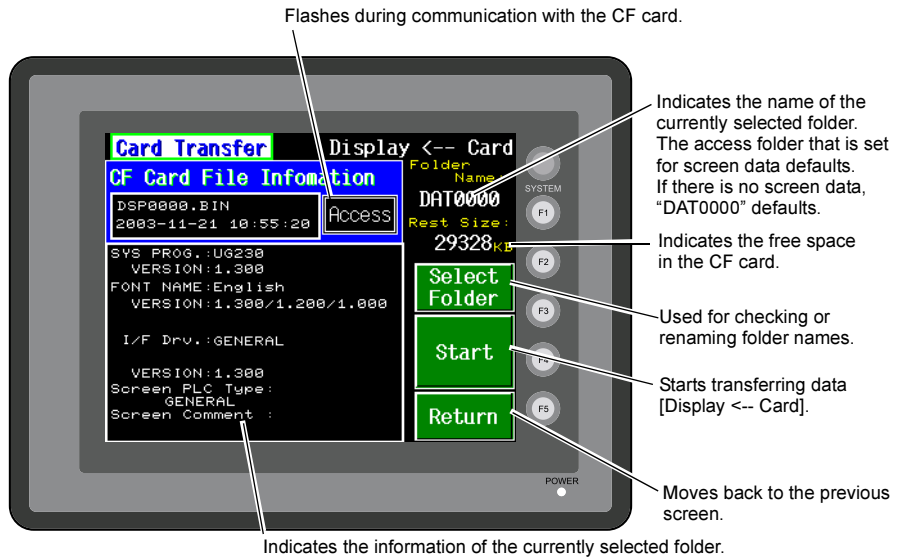 Flashes during communication with the CF card.
Card Transfer
Display <-- Card
CF Card File Infomation
DSP0000.BIN
2003-11-21 10:55:20
Access
Folder
Name:
DAT0000
Rest Size:
29328KB
SYS PROG.:UG230
VERSION:1.300
FONT NAME:English
VERSION:1.300/1.200/1.000
I/F Drv.:GENERAL
VERSION:1.300
Screen PLC Type:
GENERAL
Screen Comment :
Select
Folder
Start
Return
SYSTEM
F1
F2
F3
F4
F5
POWER
Indicates the name of the
currently selected folder.
The access folder that is set
for screen data defaults.
If there is no screen data,
“DAT0000” defaults.
Indicates the free space
in the CF card.
Used for checking or
renaming folder names.
Starts transferring data
[Display <-- Card].
Moves back to the previous
screen.
Indicates the information of the currently selected folder.